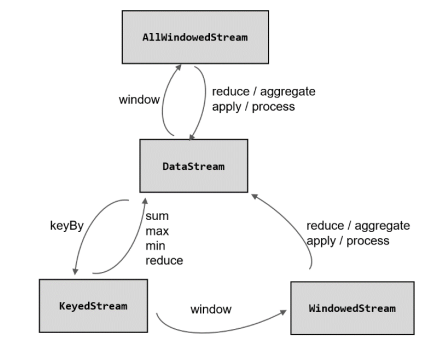 AllWindowedStream
window
reduce / aggregate
apply / process
DataStream
keyBy
sum
max
min
reduce
reduce / aggregate
apply / process
KeyedStream
window
WindowedStream